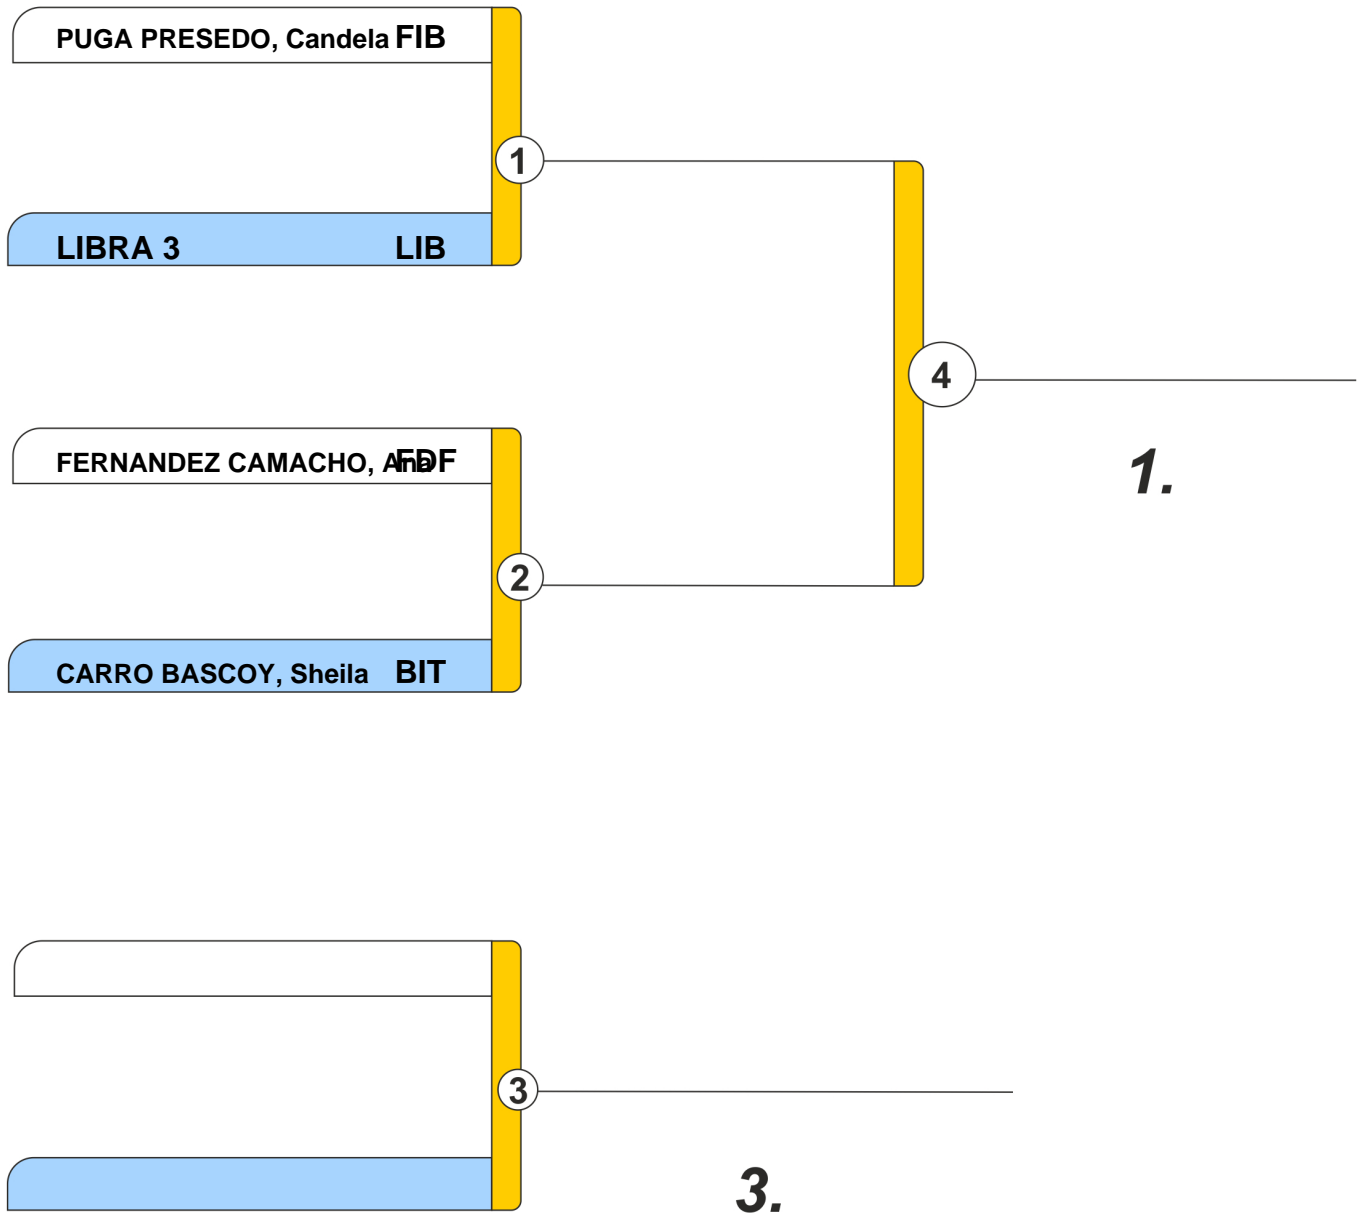 PUGA PRESEDO, Candela FIB
1
LIBRA 3 LIB
4
FERNANDEZ CAMACHO, Ana FDF
1.
2
CARRO BASCOY, Sheila BIT
3
3.